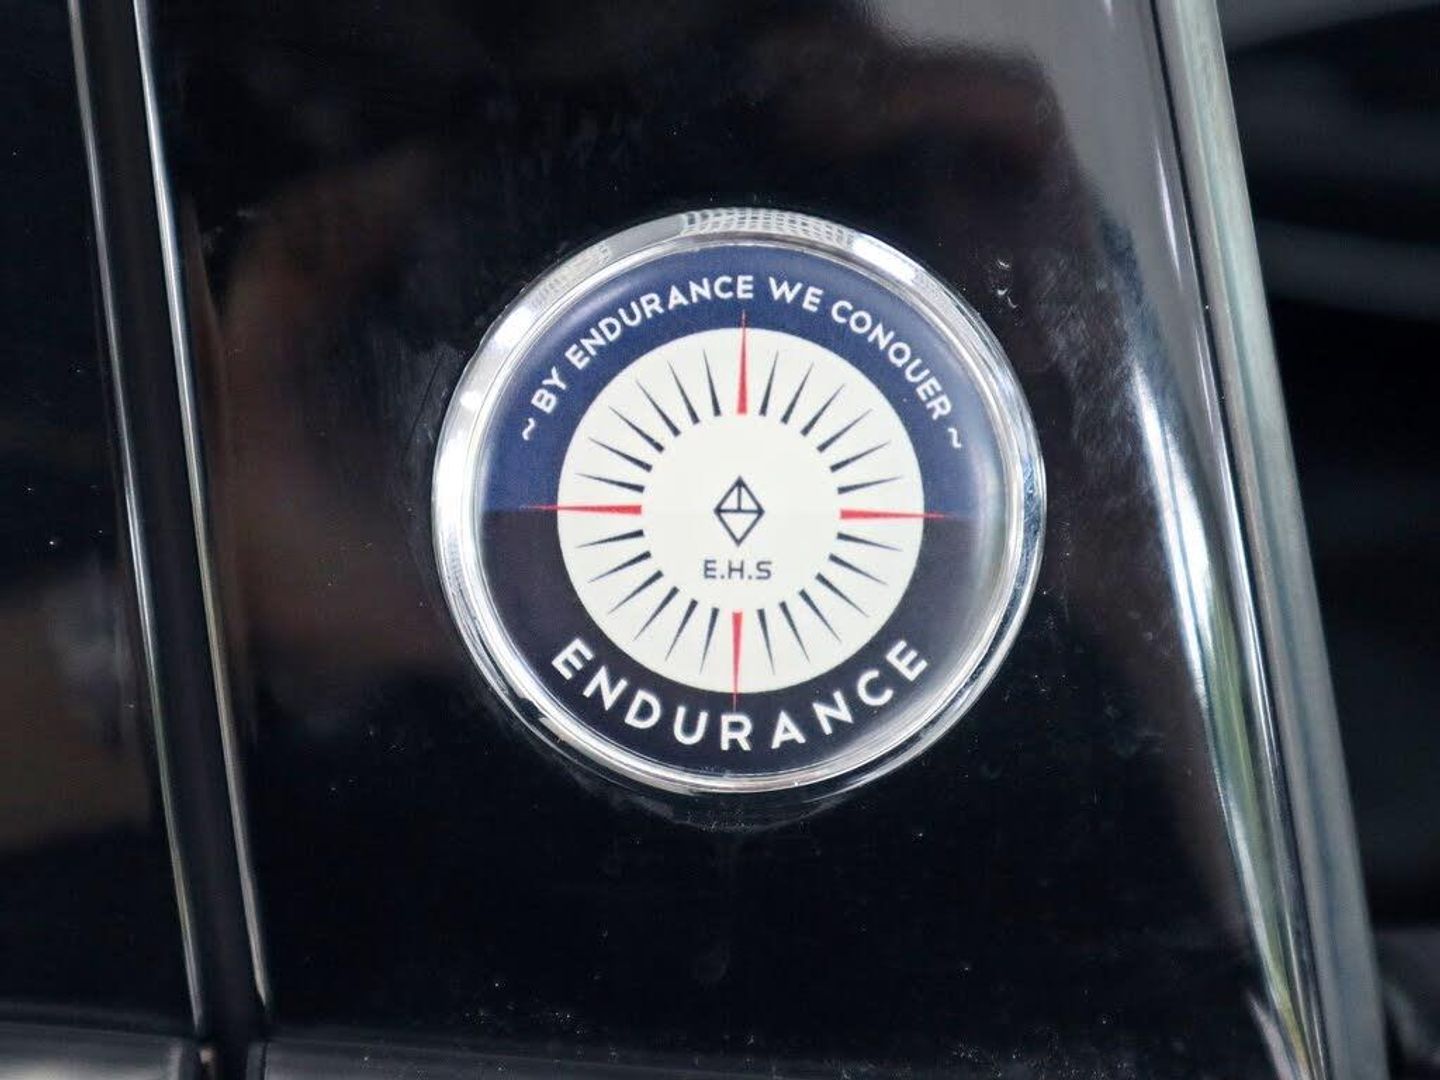 ~ BY ENDURANCE WE CONQUER ~
E.H.S
ENDURANCE